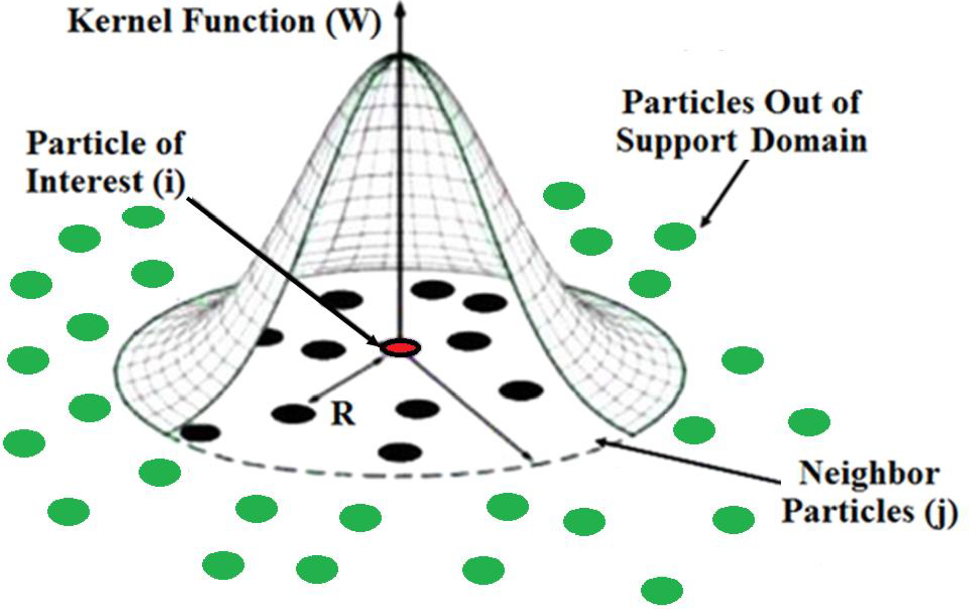 Kernel Function (W)
Particles Out of
Support Domain
Particle of
Interest (i)
R
Neighbor
Particles (j)